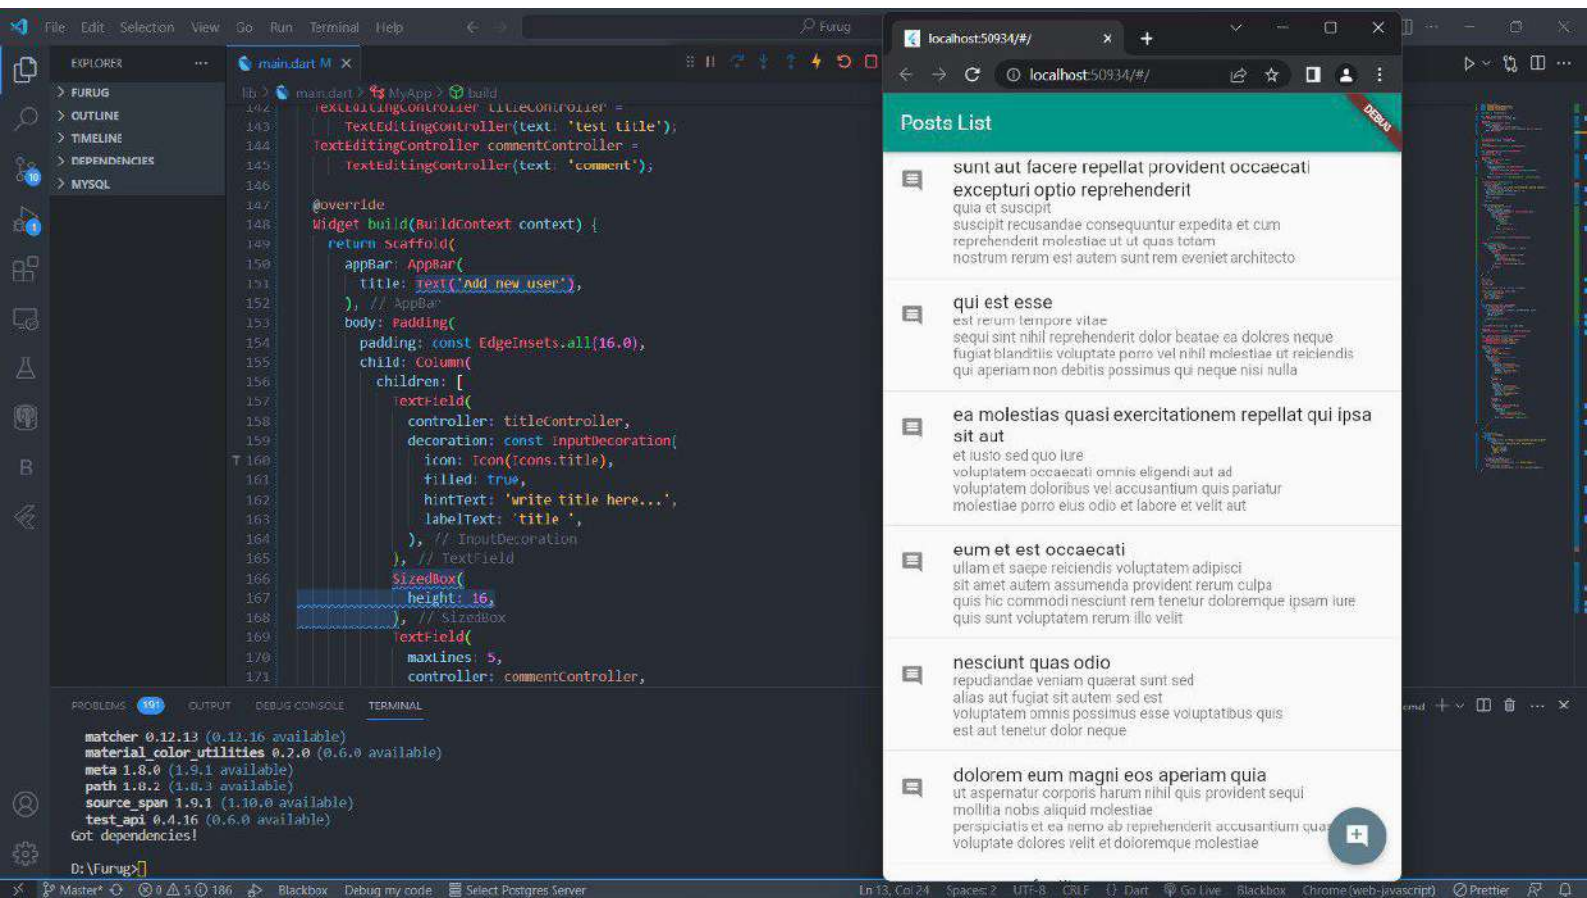 File Edit Selection View Go Run Terminal Help
Furug
EXPLORER
FURUG
OUTLINE
TIMELINE
DEPENDENCIES
MYSQL
main.dart M
lib > main.dart > MyApp > build
142 TextEditingController titleController =
143 TextEditingController(text: 'test title');
144 TextEditingController commentController =
145 TextEditingController(text: 'comment');
146
147 @override
148 Widget build(BuildContext context) {
149 return Scaffold(
150 appBar: AppBar(
151 title: Text('Add new user'),
152 ), // AppBar
153 body: Padding(
154 padding: const EdgeInsets.all(16.0),
155 child: Column(
156 children: [
157 TextField(
158 controller: titleController,
159 decoration: const InputDecoration(
160 icon: Icon(Icons.title),
161 filled: true,
162 hintText: 'write title here...',
163 labelText: 'title ',
164 ), // InputDecoration
165 ), // TextField
166 SizedBox(
167 height: 16,
168 ), // SizedBox
169 TextField(
170 maxLines: 5,
171 controller: commentController,
PROBLEMS 191 OUTPUT DEBUG CONSOLE TERMINAL
cmd
matcher 0.12.13 (0.12.16 available)
material_color_utilities 0.2.0 (0.6.0 available)
meta 1.8.0 (1.9.1 available)
path 1.8.2 (1.8.3 available)
source_span 1.9.1 (1.10.0 available)
test_api 0.4.16 (0.6.0 available)
Got dependencies!
D:\Furug>
localhost:50934/#/
localhost:50934/#/
Posts List
DEBUG
sunt aut facere repellat provident occaecati
excepturi optio reprehenderit
quia et suscipit
suscipit recusandae consequuntur expedita et cum
reprehenderit molestiae ut ut quas totam
nostrum rerum est autem sunt rem eveniet architecto
qui est esse
est rerum tempore vitae
sequi sint nihil reprehenderit dolor beatae ea dolores neque
fugiat blanditiis voluptate porro vel nihil molestiae ut reiciendis
qui aperiam non debitis possimus qui neque nisi nulla
ea molestias quasi exercitationem repellat qui ipsa
sit aut
et iusto sed quo iure
voluptatem occaecati omnis eligendi aut ad
voluptatem doloribus vel accusantium quis pariatur
molestiae porro eius odio et labore et velit aut
eum et est occaecati
ullam et saepe reiciendis voluptatem adipisci
sit amet autem assumenda provident rerum culpa
quis hic commodi nesciunt rem tenetur doloremque ipsam iure
quis sunt voluptatem rerum illo velit
nesciunt quas odio
repudiandae veniam quaerat sunt sed
alias aut fugiat sit autem sed est
voluptatem omnis possimus esse voluptatibus quis
est aut tenetur dolor neque
dolorem eum magni eos aperiam quia
ut aspernatur corporis harum nihil quis provident sequi
mollitia nobis aliquid molestiae
perspiciatis et ea nemo ab reprehenderit accusantium quas
voluptate dolores velit et doloremque molestiae
Master* 0 5 186 Blackbox Debug my code Select Postgres Server
Ln 13, Col 24 Spaces: 2 UTF-8 CRLF {} Dart Go Live Blackbox Chrome (web-javascript) Prettier